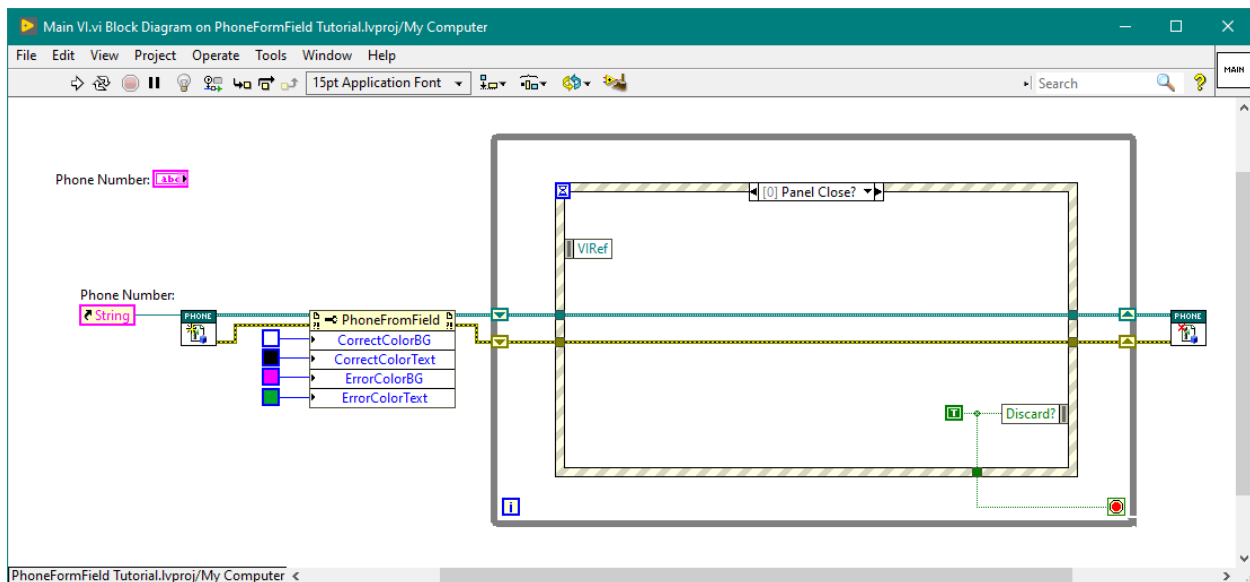 Main VI.vi Block Diagram on PhoneFormField Tutorial.lvproj/My Computer
File Edit View Project Operate Tools Window Help
15pt Application Font
Search
MAIN
Phone Number:
abc
[0] Panel Close?
VIRef
Phone Number:
String
PHONE
PhoneFromField
CorrectColorBG
CorrectColorText
ErrorColorBG
ErrorColorText
PHONE
T
Discard?
i
PhoneFormField Tutorial.lvproj/My Computer